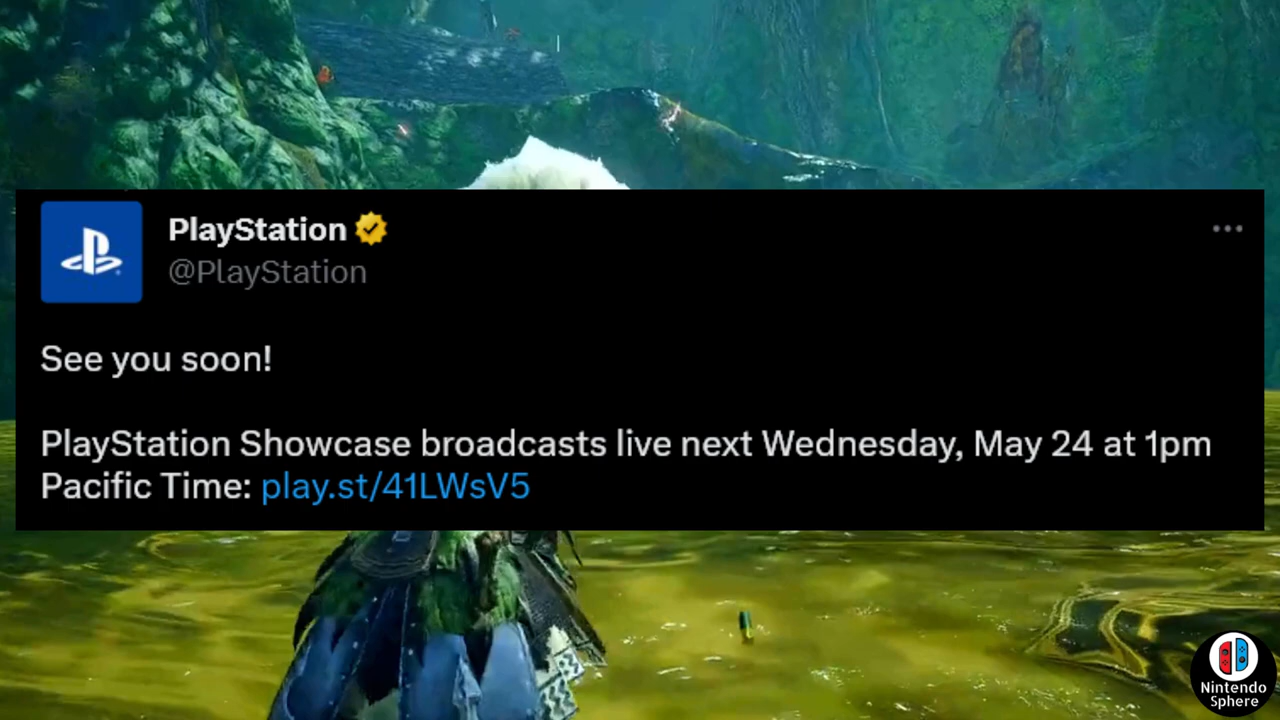 PlayStation
@PlayStation
See you soon!
PlayStation Showcase broadcasts live next Wednesday, May 24 at 1pm
Pacific Time: play.st/41LWsV5
Nintendo
Sphere